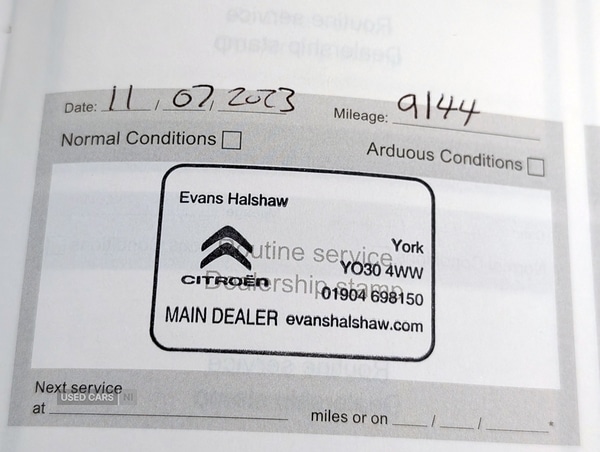 Date: 11 / 07 / 2023 Mileage: 9144
Normal Conditions Arduous Conditions
Evans Halshaw
Routine service
York
YO30 4WW
Dealership stamp
CITROËN
01904 698150
MAIN DEALER evanshalshaw.com
Next service
USED CARS NI
at miles or on / / *